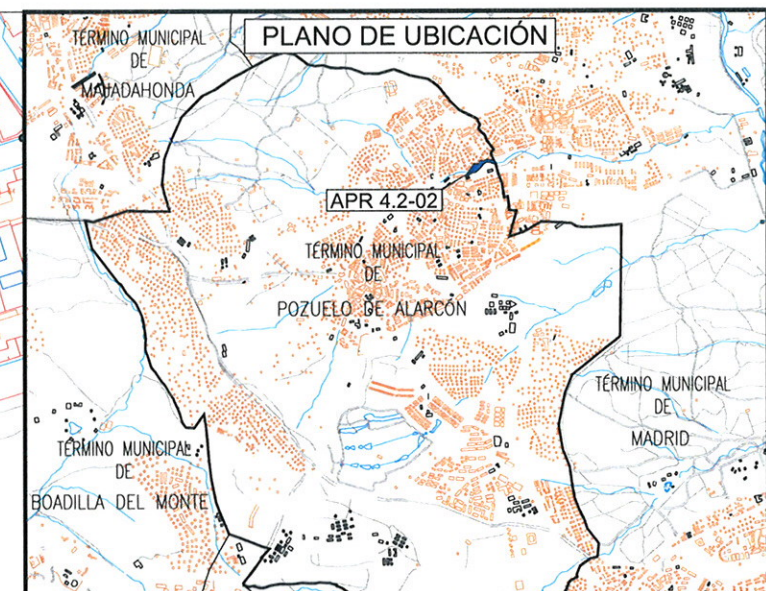 PLANO DE UBICACIÓN
TÉRMINO MUNICIPAL
DE
MAJADAHONDA
APR 4.2-02
TÉRMINO MUNICIPAL
DE
POZUELO DE ALARCÓN
TÉRMINO MUNICIPAL
DE
MADRID
TÉRMINO MUNICIPAL
DE
BOADILLA DEL MONTE